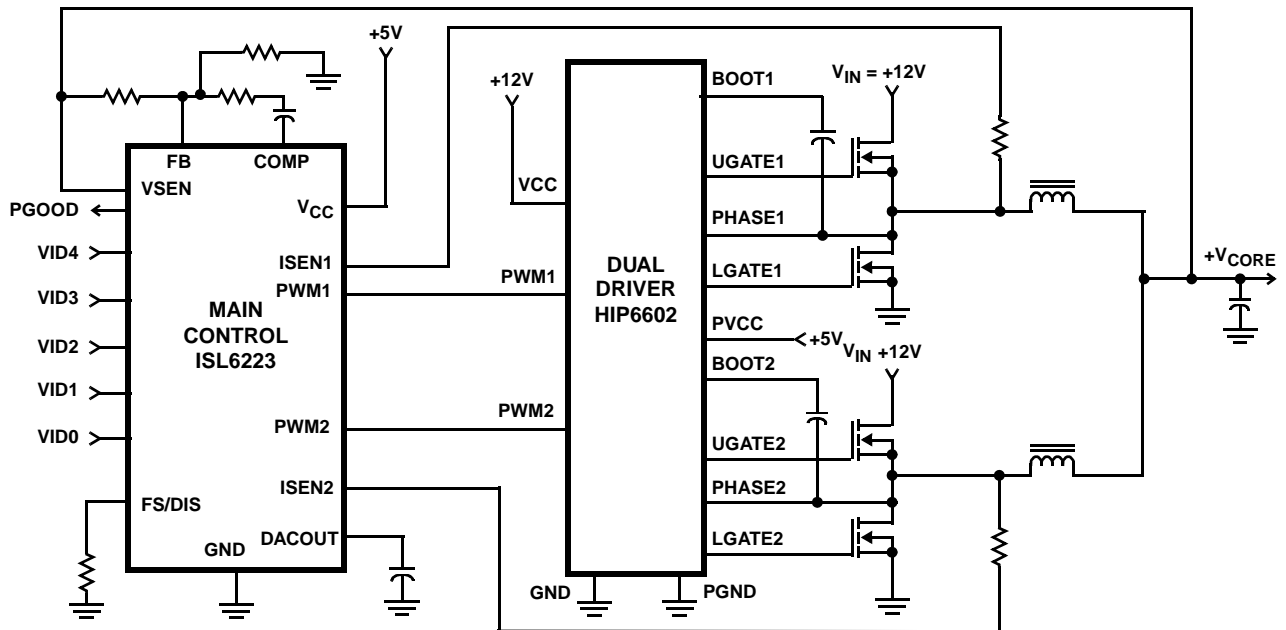 +5V
+12V
BOOT1
VIN = +12V
FB
COMP
VSEN
PGOOD
VCC
UGATE1
VCC
VID4
ISEN1
PHASE1
+VCORE
PWM1
PWM1
LGATE1
VID3
MAIN
CONTROL
ISL6223
DUAL
DRIVER
HIP6602
PVCC
+5V
VIN +12V
VID2
BOOT2
VID1
VID0
PWM2
PWM2
UGATE2
ISEN2
PHASE2
FS/DIS
DACOUT
LGATE2
GND
GND
PGND